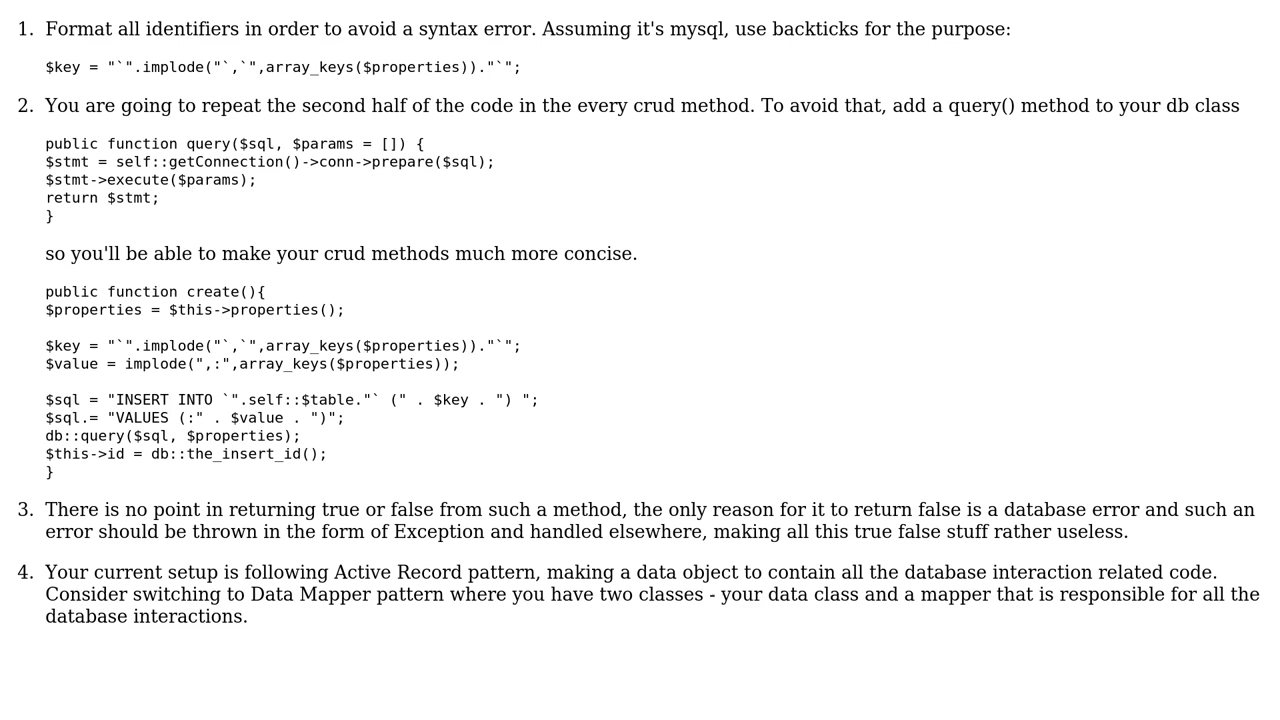 1. Format all identifiers in order to avoid a syntax error. Assuming it's mysql, use backticks for the purpose:
$key = "`".implode("`,`",array_keys($properties))."`";
2. You are going to repeat the second half of the code in the every crud method. To avoid that, add a query() method to your db class
public function query($sql, $params = []) {
$stmt = self::getConnection()->conn->prepare($sql);
$stmt->execute($params);
return $stmt;
}
so you'll be able to make your crud methods much more concise.
public function create(){
$properties = $this->properties();
$key = "`".implode("`,`",array_keys($properties))."`";
$value = implode(",:",array_keys($properties));
$sql = "INSERT INTO `".self::$table."` (" . $key . ") ";
$sql.= "VALUES (:" . $value . ")";
db::query($sql, $properties);
$this->id = db::the_insert_id();
}
3. There is no point in returning true or false from such a method, the only reason for it to return false is a database error and such an
error should be thrown in the form of Exception and handled elsewhere, making all this true false stuff rather useless.
4. Your current setup is following Active Record pattern, making a data object to contain all the database interaction related code.
Consider switching to Data Mapper pattern where you have two classes - your data class and a mapper that is responsible for all the
database interactions.